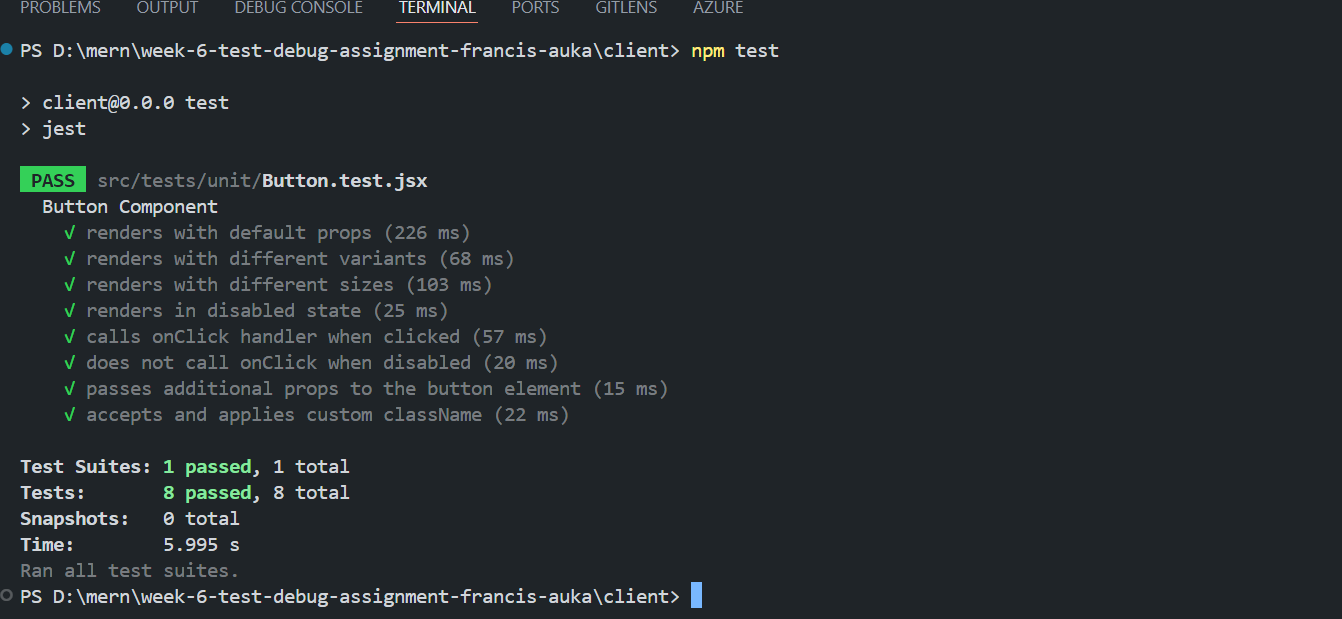 PROBLEMS OUTPUT DEBUG CONSOLE TERMINAL PORTS GITLENS AZURE
PS D:\mern\week-6-test-debug-assignment-francis-auka\client> npm test
> client@0.0.0 test
> jest
PASS src/tests/unit/Button.test.jsx
Button Component
√ renders with default props (226 ms)
√ renders with different variants (68 ms)
√ renders with different sizes (103 ms)
√ renders in disabled state (25 ms)
√ calls onClick handler when clicked (57 ms)
√ does not call onClick when disabled (20 ms)
√ passes additional props to the button element (15 ms)
√ accepts and applies custom className (22 ms)
Test Suites: 1 passed, 1 total
Tests: 8 passed, 8 total
Snapshots: 0 total
Time: 5.995 s
Ran all test suites.
PS D:\mern\week-6-test-debug-assignment-francis-auka\client>